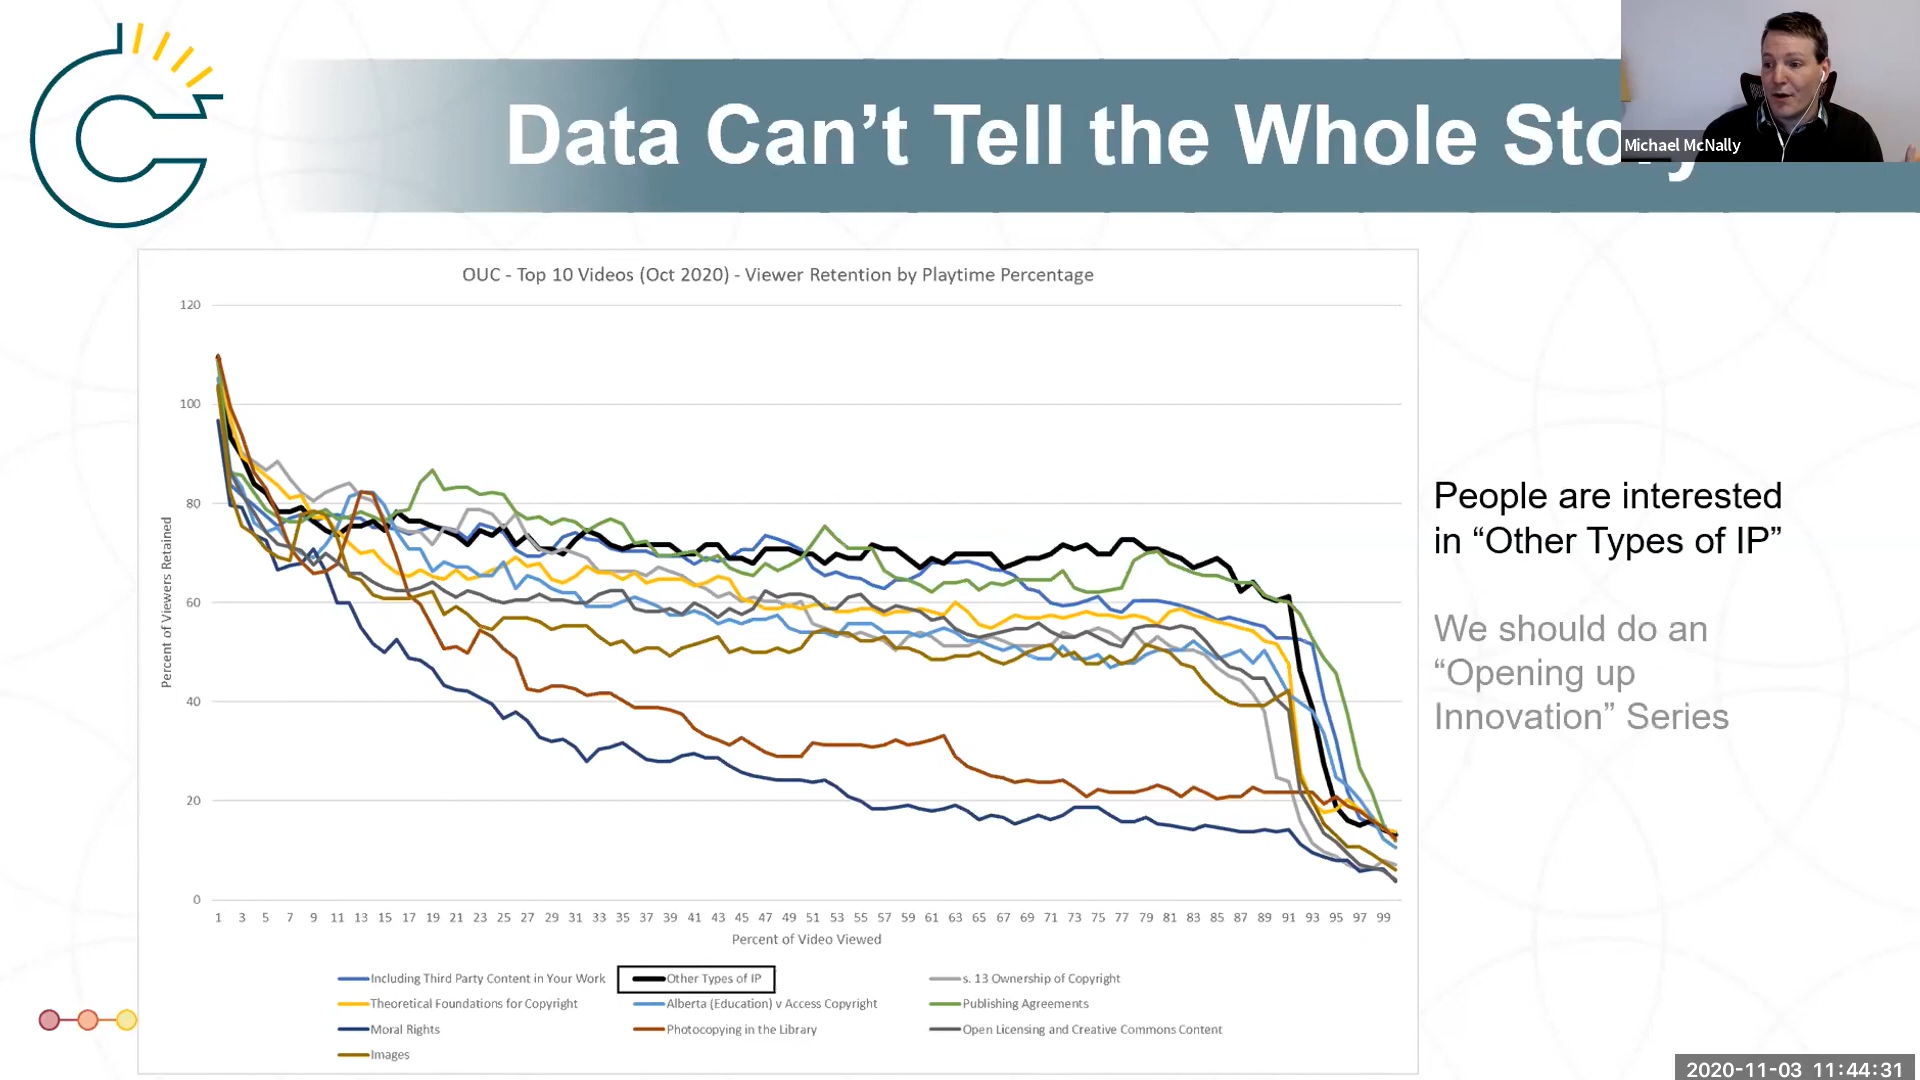 Data Can’t Tell the Whole Sto
Michael McNally
OUC - Top 10 Videos (Oct 2020) - Viewer Retention by Playtime Percentage
120
100
80
60
40
20
0
Percent of Viewers Retained
1 3 5 7 9 11 13 15 17 19 21 23 25 27 29 31 33 35 37 39 41 43 45 47 49 51 53 55 57 59 61 63 65 67 69 71 73 75 77 79 81 83 85 87 89 91 93 95 97 99
Percent of Video Viewed
Including Third Party Content in Your Work
Other Types of IP
s. 13 Ownership of Copyright
Theoretical Foundations for Copyright
Alberta (Education) v Access Copyright
Publishing Agreements
Moral Rights
Photocopying in the Library
Open Licensing and Creative Commons Content
Images
People are interested
in “Other Types of IP”
We should do an
“Opening up
Innovation” Series
2020-11-03 11:44:31